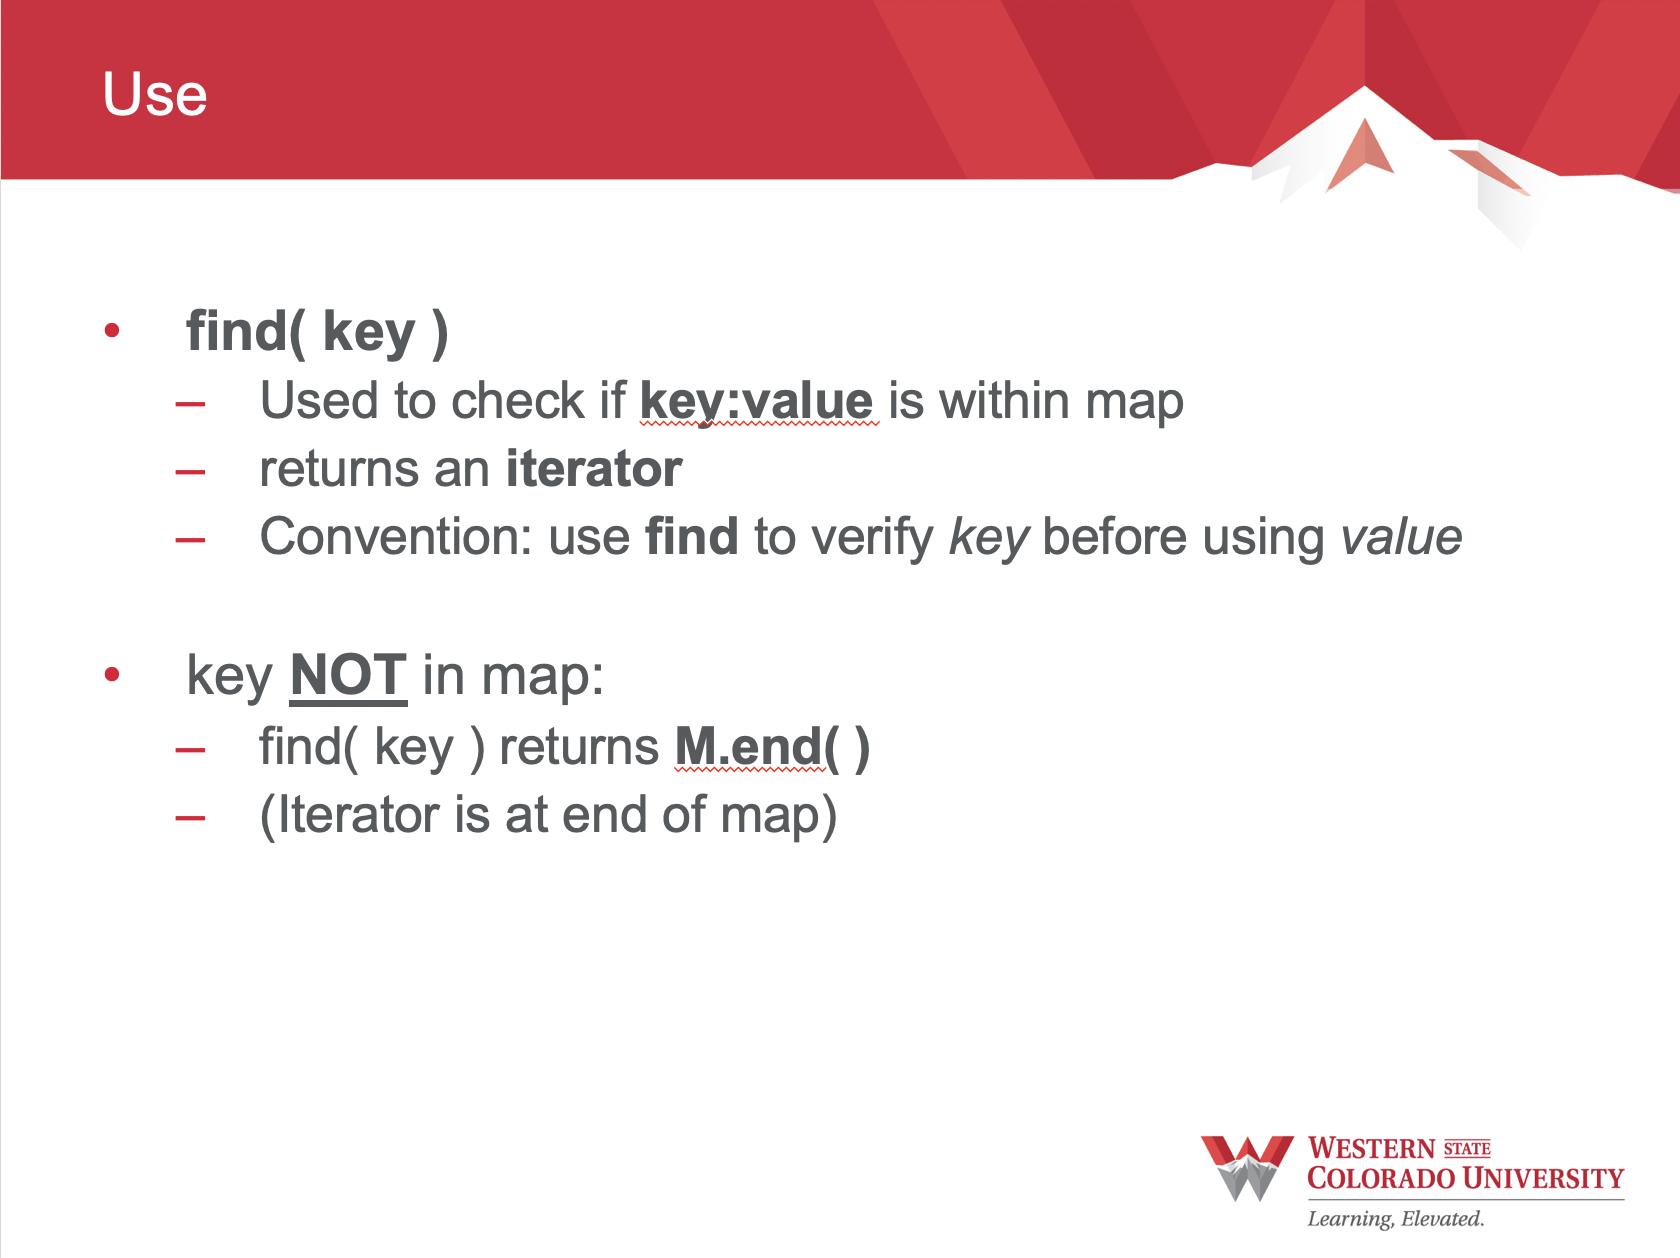 Use
• find( key )
– Used to check if key:value is within map
– returns an iterator
– Convention: use find to verify key before using value
• key NOT in map:
– find( key ) returns M.end( )
– (Iterator is at end of map)
WESTERN STATE
COLORADO UNIVERSITY
Learning, Elevated.